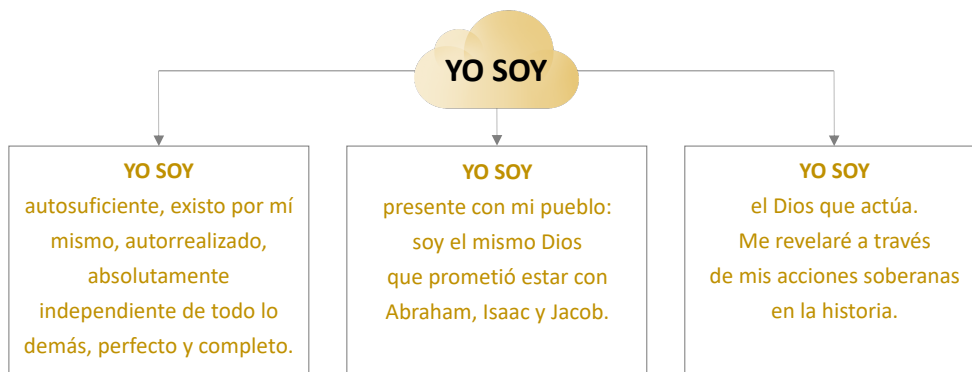 YO SOY
YO SOY
autosuficiente, existo por mí
mismo, autorrealizado,
absolutamente
independiente de todo lo
demás, perfecto y completo.
YO SOY
presente con mi pueblo:
soy el mismo Dios
que prometió estar con
Abraham, Isaac y Jacob.
YO SOY
el Dios que actúa.
Me revelaré a través
de mis acciones soberanas
en la historia.